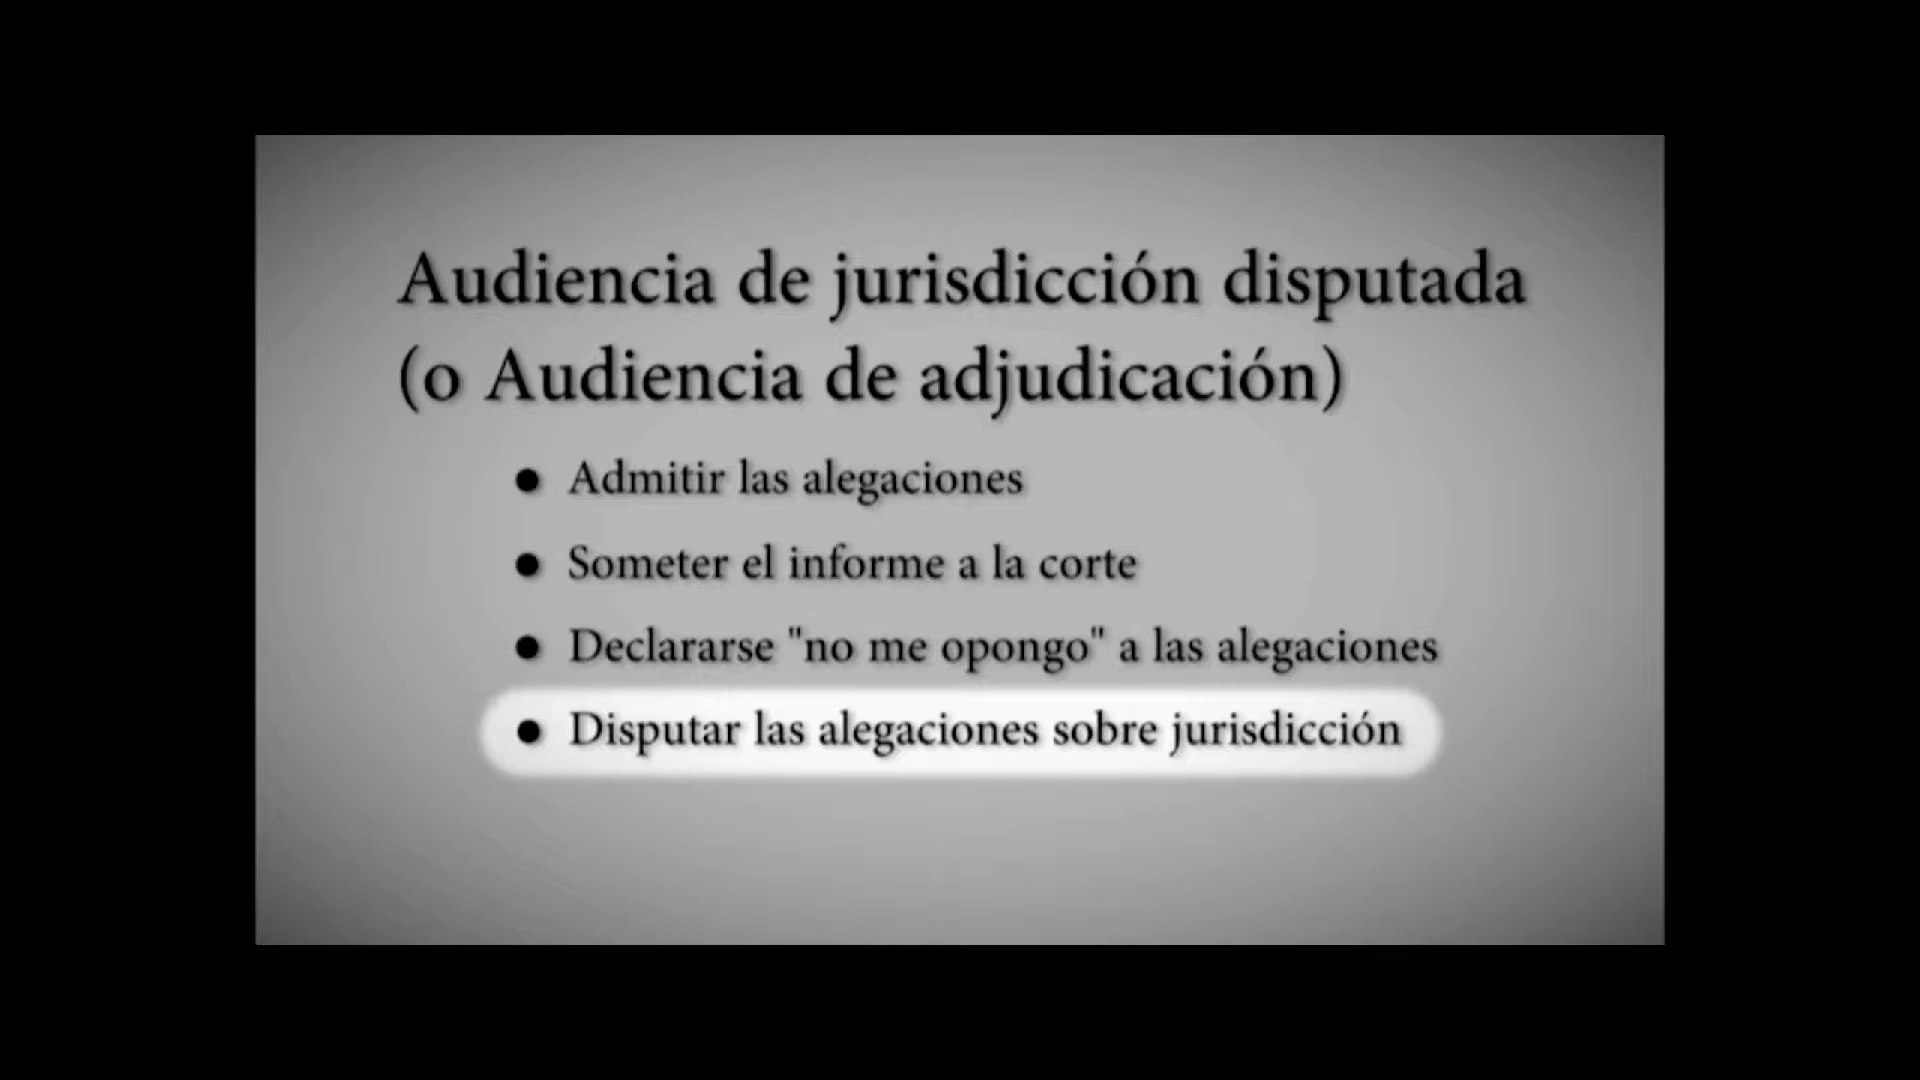 Audiencia de jurisdicción disputada
(o Audiencia de adjudicación)
● Admitir las alegaciones
● Someter el informe a la corte
● Declararse "no me opongo" a las alegaciones
● Disputar las alegaciones sobre jurisdicción